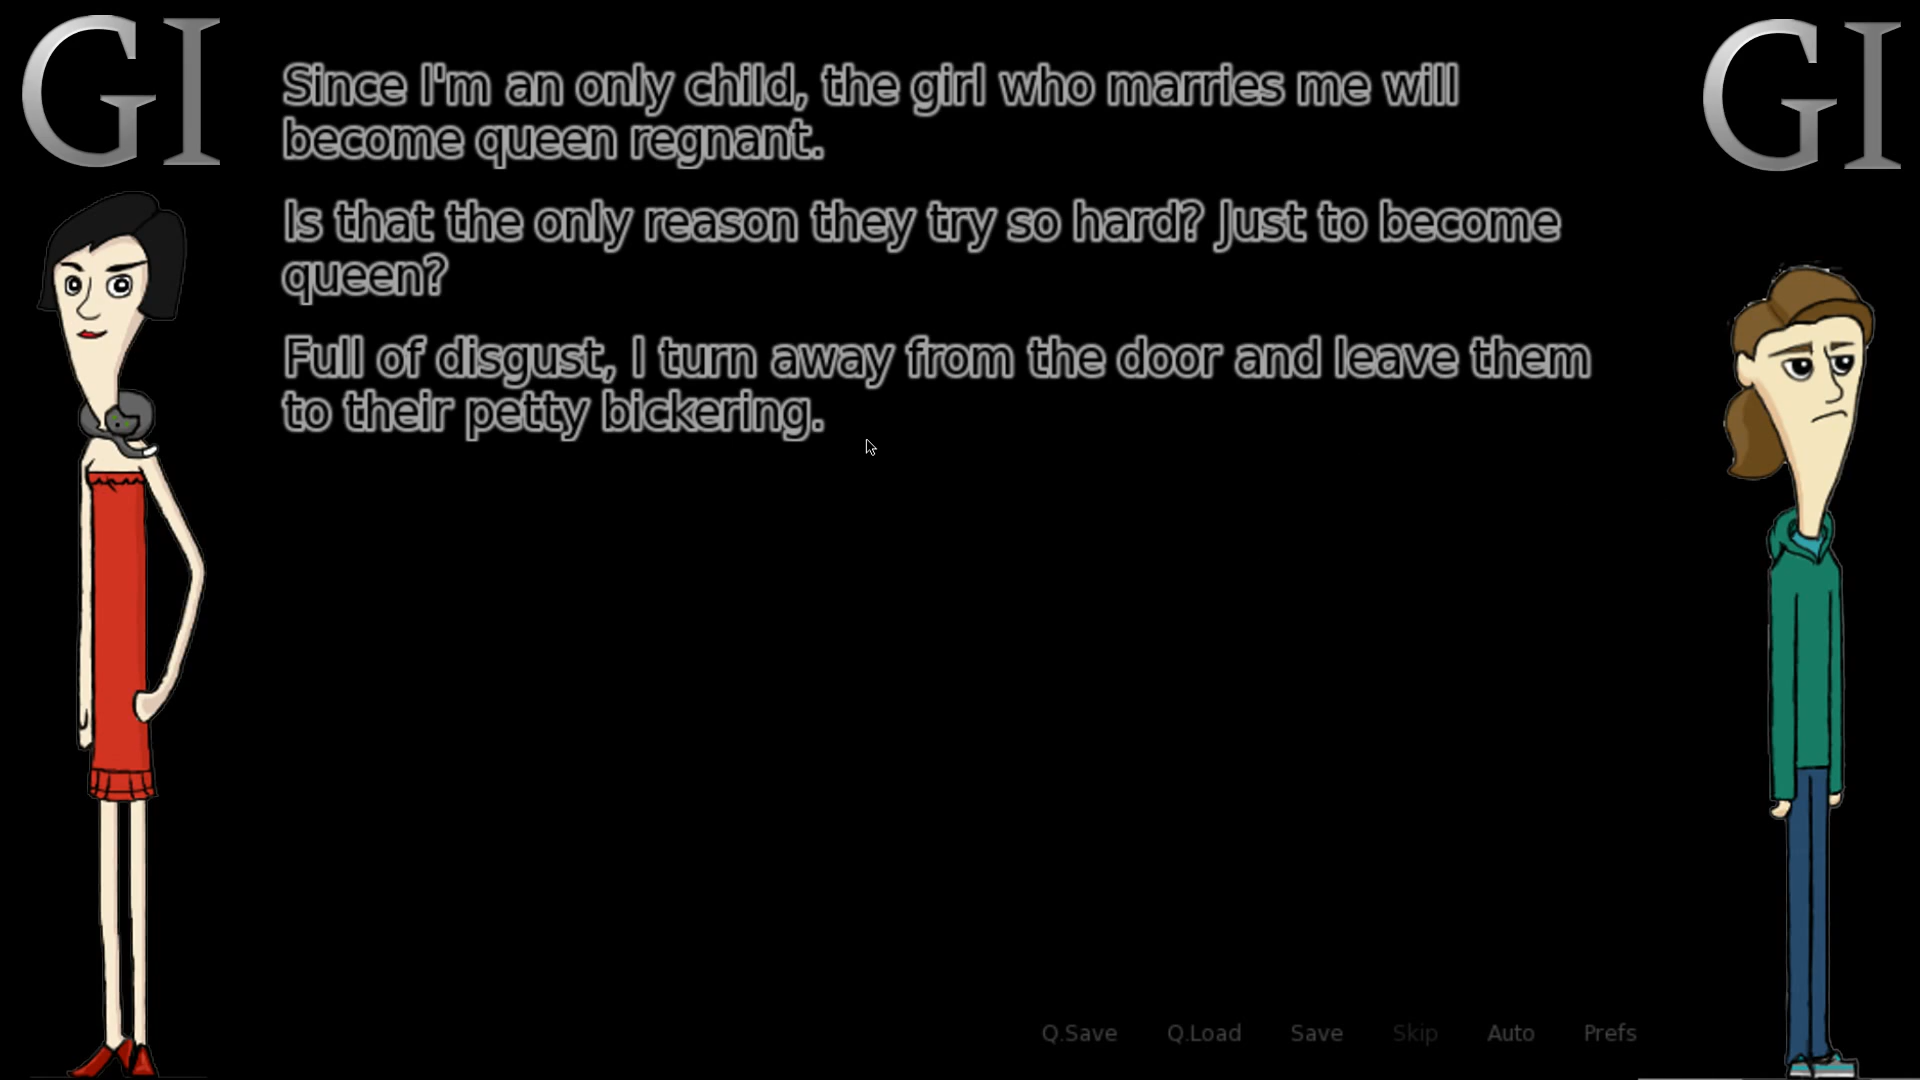 GI
GI
Since I'm an only child, the girl who marries me will
become queen regnant.
Is that the only reason they try so hard? Just to become
queen?
Full of disgust, I turn away from the door and leave them
to their petty bickering.
Q.Save Q.Load Save Skip Auto Prefs